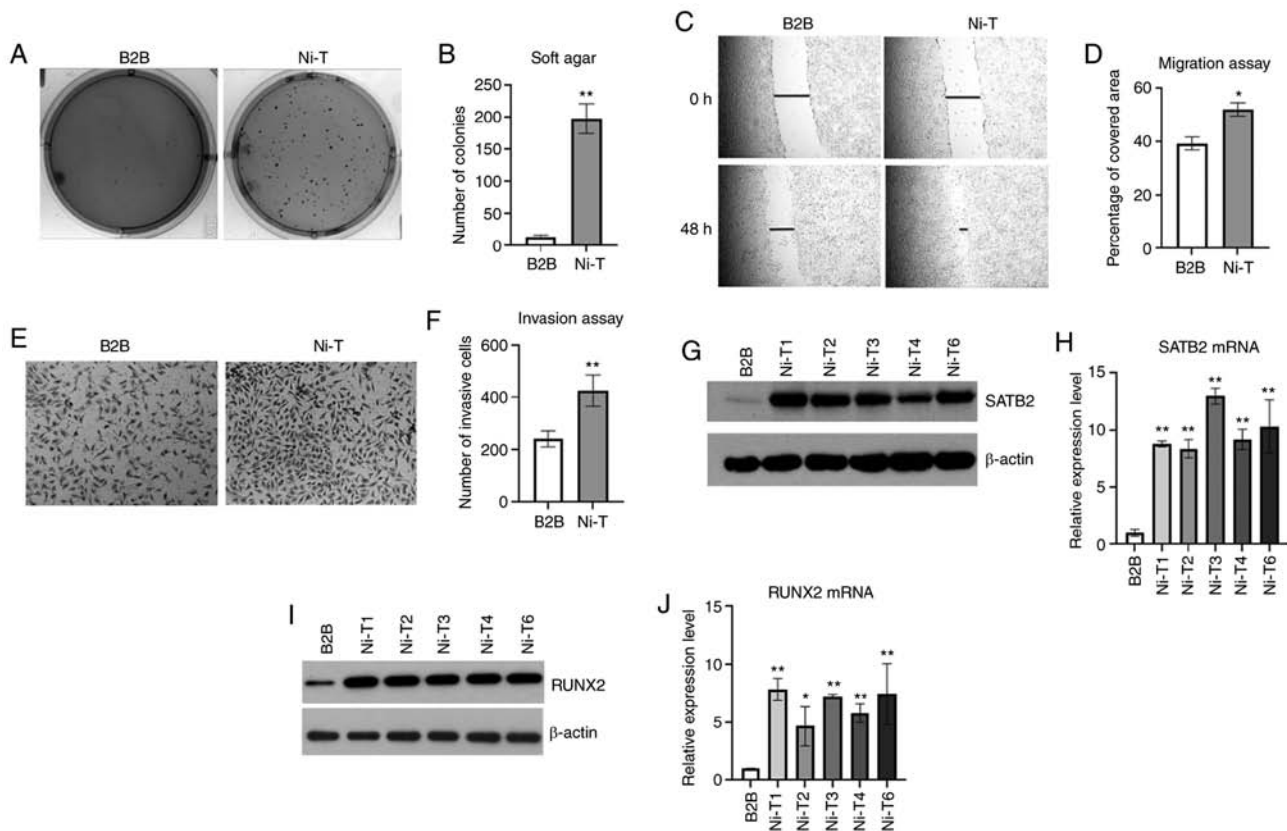 A
B2B
Ni-T
B
Soft agar
**
Number of colonies
250
200
150
100
50
0
B2B
Ni-T
C
B2B
Ni-T
0 h
48 h
D
Migration assay
*
Percentage of covered area
60
40
20
0
B2B
Ni-T
E
B2B
Ni-T
F
Invasion assay
**
Number of invasive cells
600
400
200
0
B2B
Ni-T
G
B2B
Ni-T1
Ni-T2
Ni-T3
Ni-T4
Ni-T6
SATB2
β-actin
H
SATB2 mRNA
** ** ** ** **
Relative expression level
15
10
5
0
B2B
Ni-T1
Ni-T2
Ni-T3
Ni-T4
Ni-T6
I
B2B
Ni-T1
Ni-T2
Ni-T3
Ni-T4
Ni-T6
RUNX2
β-actin
J
RUNX2 mRNA
** * ** ** **
Relative expression level
15
10
5
0
B2B
Ni-T1
Ni-T2
Ni-T3
Ni-T4
Ni-T6